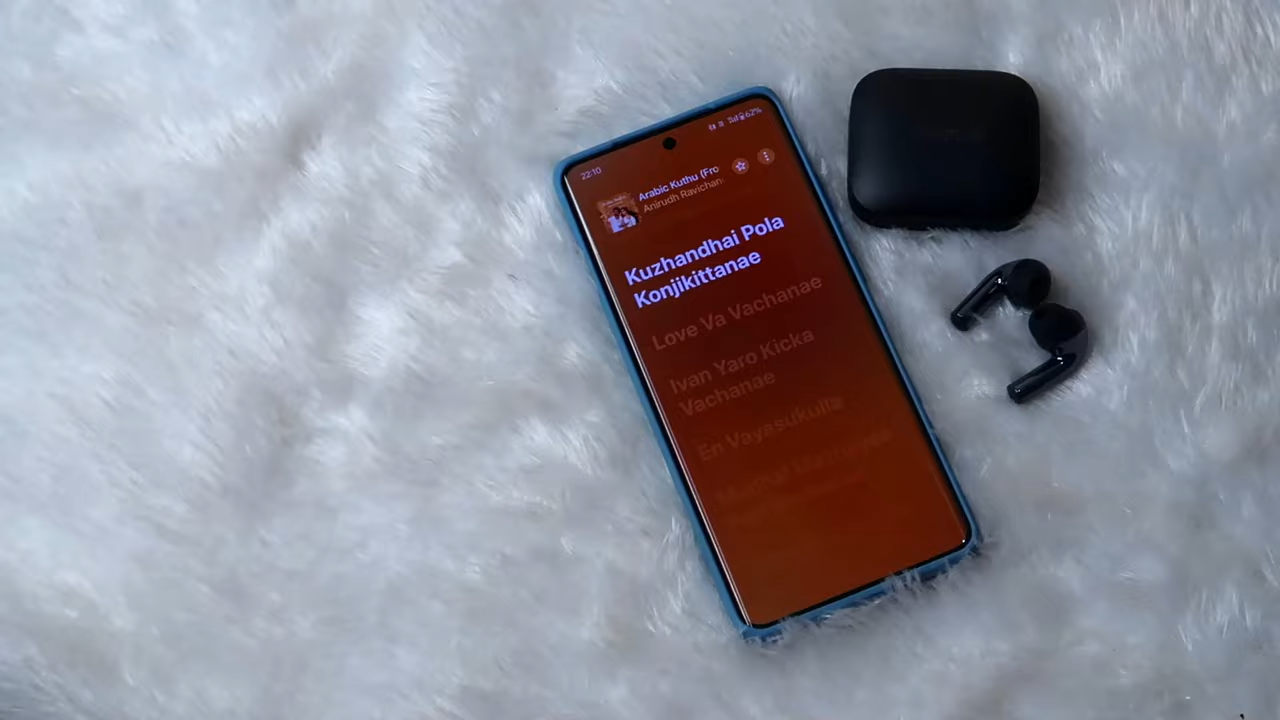 22:10
62%
Arabic Kuthu (Fro
Anirudh Ravichan
Kuzhandhai Pola
Konjikittanae
Love Va Vachanae
Ivan Yaro Kicka
Vachanae
En Vayasukulla